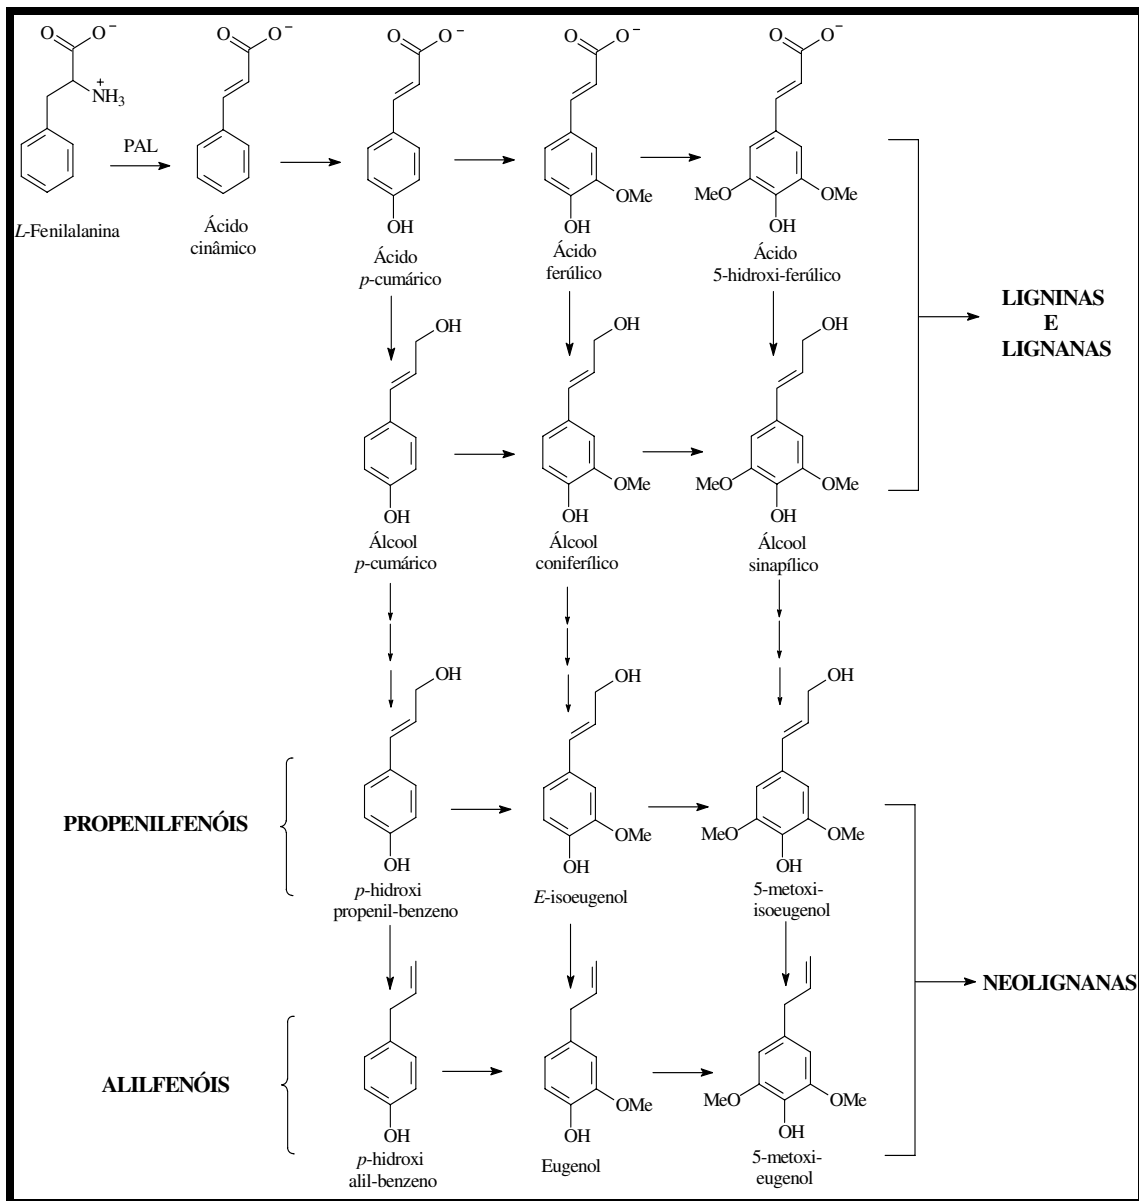 O
O⁻
O
O⁻
O
O⁻
O
O⁻
O
O⁻
+
NH3
PAL
L-Fenilalanina
Ácido
cinâmico
OH
Ácido
p-cumárico
OMe
OH
Ácido
ferúlico
MeO
OMe
OH
Ácido
5-hidroxi-ferúlico
LIGNINAS
E
LIGNANAS
OH
OH
OH
OH
Álcool
p-cumárico
OMe
OH
Álcool
coniferílico
MeO
OMe
OH
Álcool
sinapílico
OH
OH
OH
PROPENILFENÓIS
OH
p-hidroxi
propenil-benzeno
OMe
OH
E-isoeugenol
MeO
OMe
OH
5-metoxi-
isoeugenol
NEOLIGNANAS
ALILFENÓIS
OH
p-hidroxi
alil-benzeno
OMe
OH
Eugenol
MeO
OMe
OH
5-metoxi-
eugenol